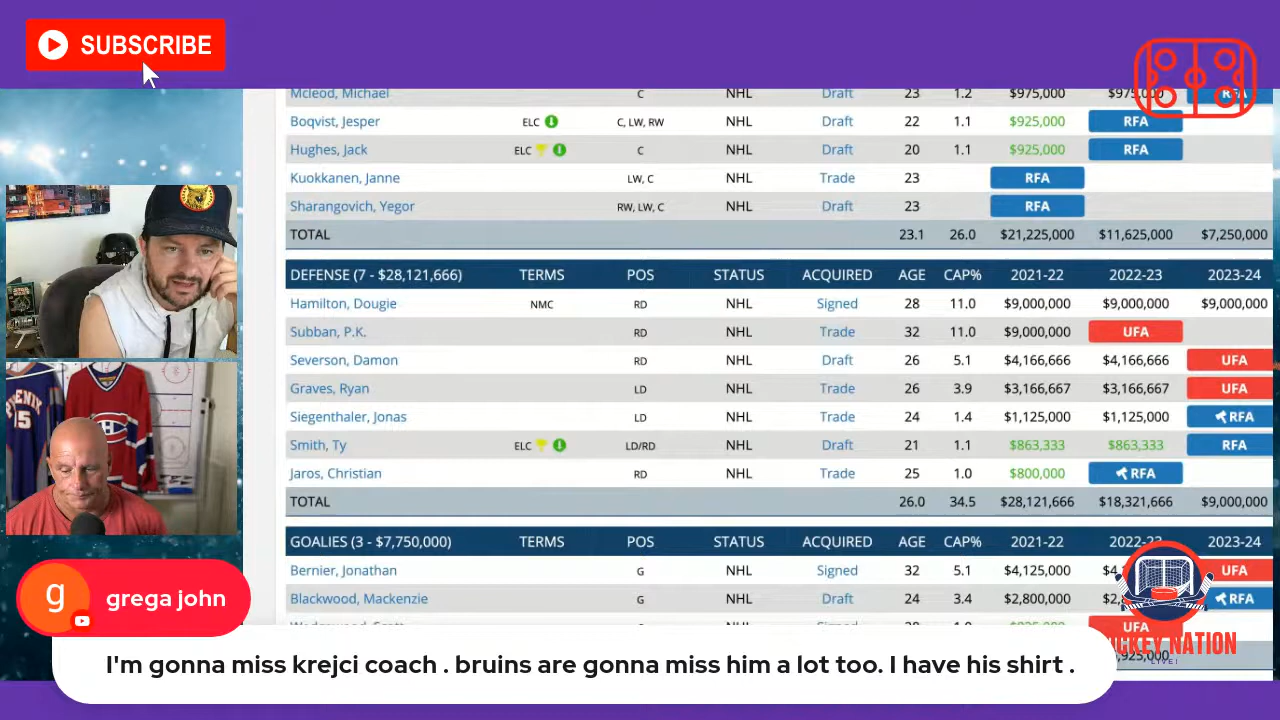 SUBSCRIBE
Mcleod, Michael C NHL Draft 23 1.2 $975,000
Boqvist, Jesper ELC C, LW, RW NHL Draft 22 1.1 $925,000 RFA
Hughes, Jack ELC C NHL Draft 20 1.1 $925,000 RFA
Kuokkanen, Janne LW, C NHL Trade 23 RFA
Sharangovich, Yegor RW, LW, C NHL Draft 23 RFA
TOTAL 23.1 26.0 $21,225,000 $11,625,000 $7,250,000
DEFENSE (7 - $28,121,666) TERMS POS STATUS ACQUIRED AGE CAP% 2021-22 2022-23 2023-24
Hamilton, Dougie NMC RD NHL Signed 28 11.0 $9,000,000 $9,000,000 $9,000,000
Subban, P.K. RD NHL Trade 32 11.0 $9,000,000 UFA
Severson, Damon RD NHL Draft 26 5.1 $4,166,666 $4,166,666 UFA
Graves, Ryan LD NHL Trade 26 3.9 $3,166,667 $3,166,667 UFA
Siegenthaler, Jonas LD NHL Trade 24 1.4 $1,125,000 $1,125,000 RFA
Smith, Ty ELC LD/RD NHL Draft 21 1.1 $863,333 $863,333 RFA
Jaros, Christian RD NHL Trade 25 1.0 $800,000 RFA
TOTAL 26.0 34.5 $28,121,666 $18,321,666 $9,000,000
GOALIES (3 - $7,750,000) TERMS POS STATUS ACQUIRED AGE CAP% 2021-22 2022-23 2023-24
Bernier, Jonathan G NHL Signed 32 5.1 $4,125,000 UFA
Blackwood, Mackenzie G NHL Draft 24 3.4 $2,800,000 RFA
UFA
HOCKEY NATION
LIVE!
g grega john
I'm gonna miss krejci coach . bruins are gonna miss him a lot too. I have his shirt .